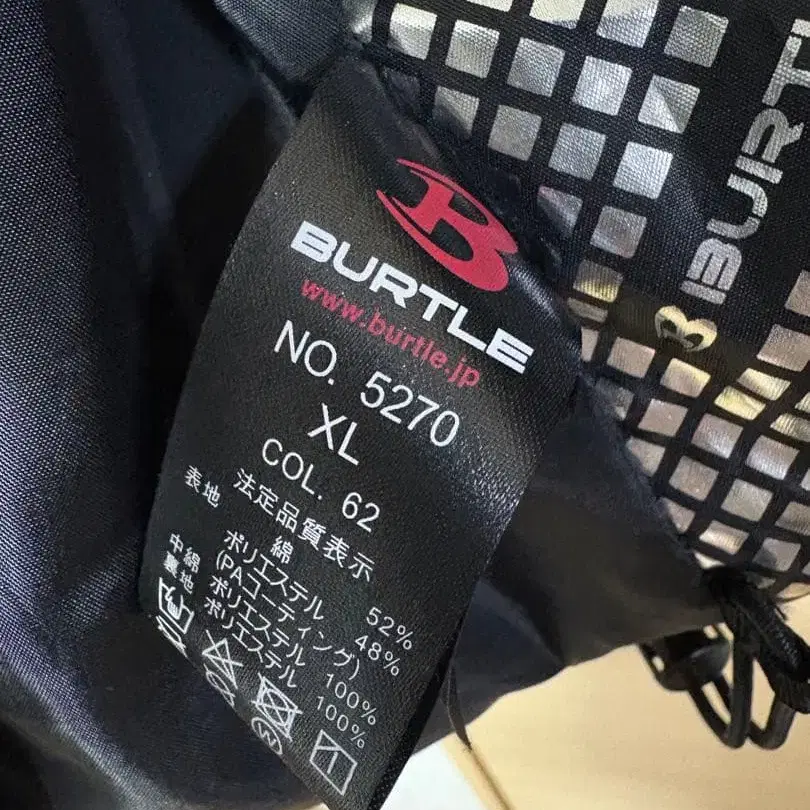 BURTLE
www.burtle.jp
NO. 5270
XL
COL. 62
法定品質表示
表地 綿 52%
ポリエステル 48%
(PAコーティング)
中綿 ポリエステル 100%
裏地 ポリエステル 100%
BURTL